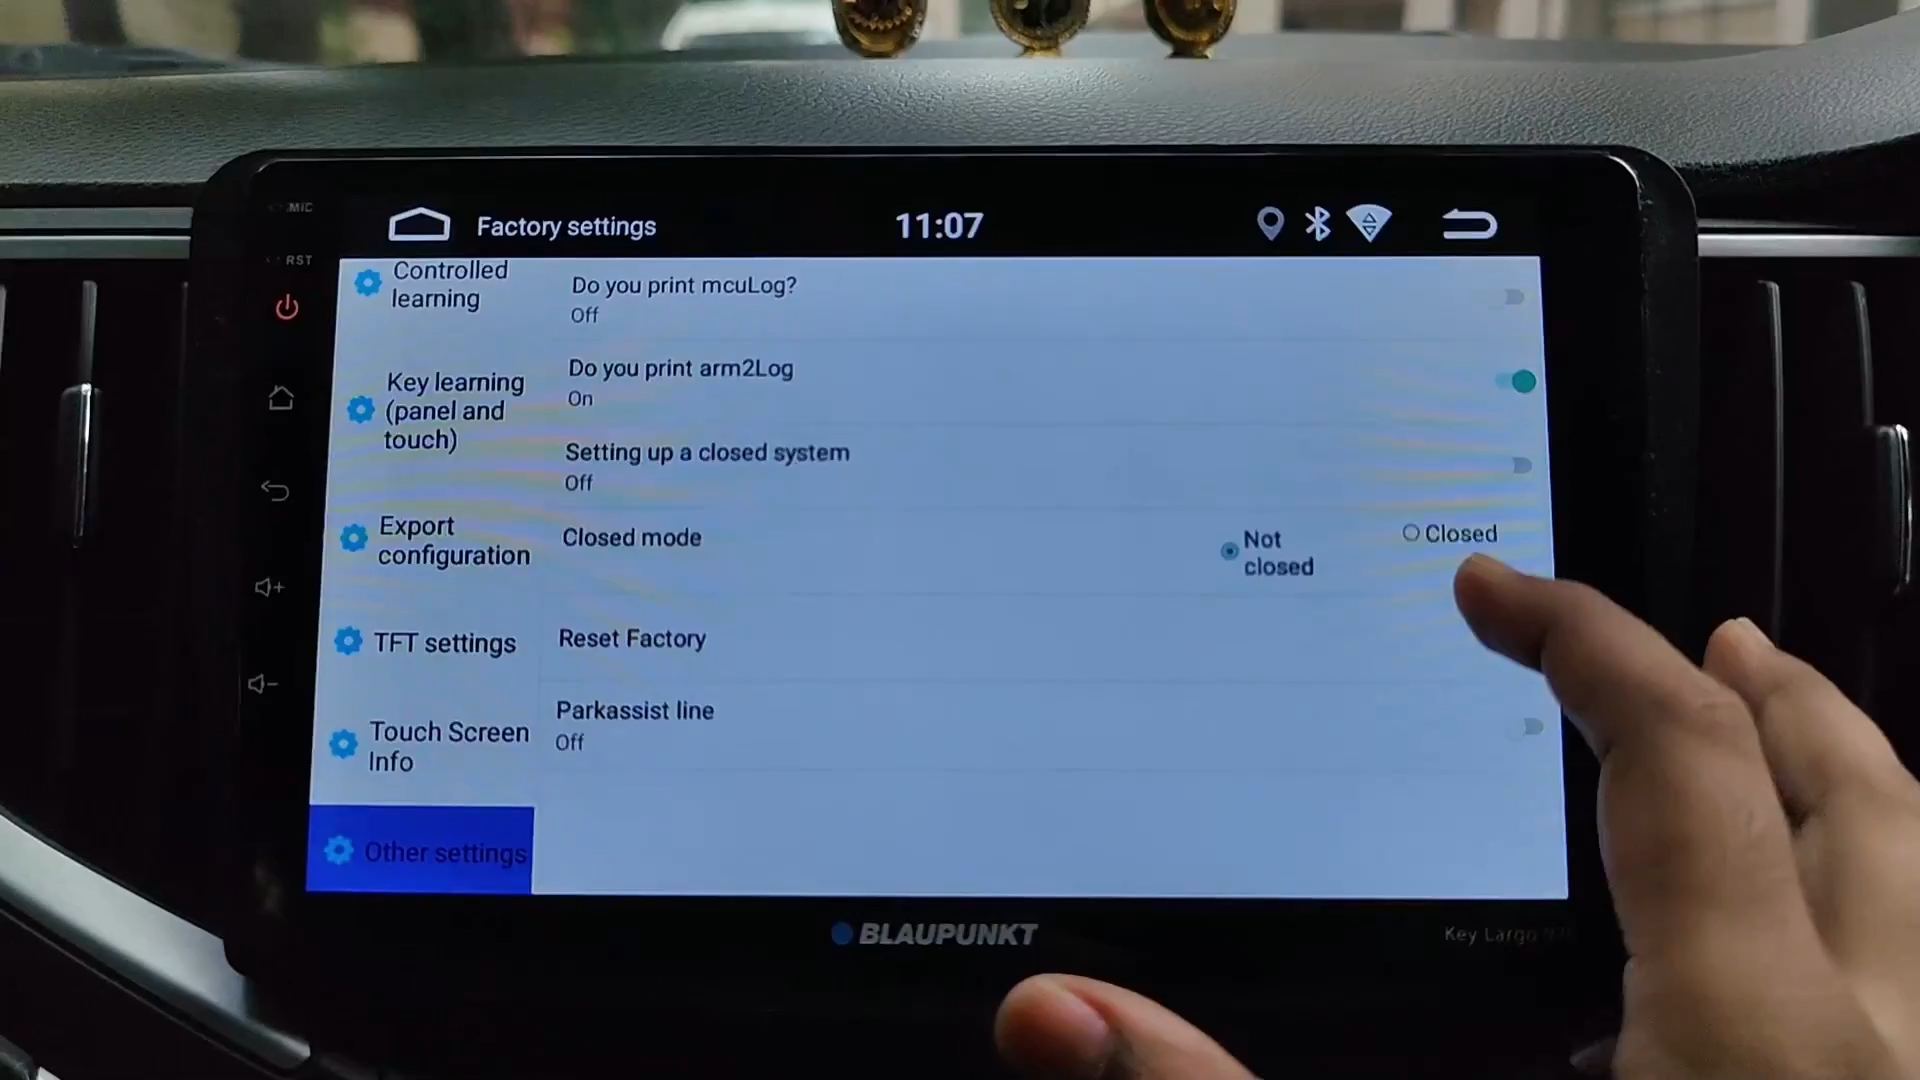 MIC
Factory settings
11:07
RST
Controlled
learning
Do you print mcuLog?
Off
Do you print arm2Log
On
Key learning
(panel and
touch)
Setting up a closed system
Off
Export
configuration
Closed mode
Not
closed
Closed
Reset Factory
TFT settings
Parkassist line
Off
Touch Screen
Info
Other settings
BLAUPUNKT
Key Largo